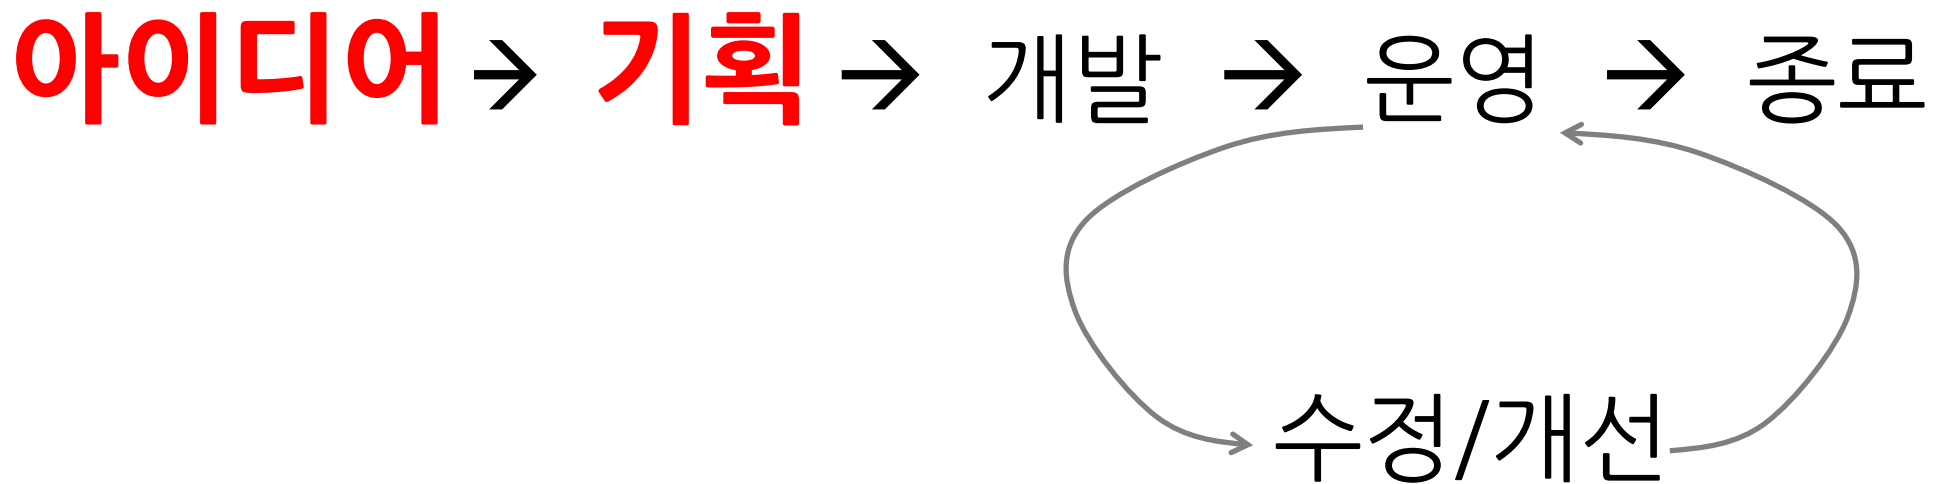 아이디어 → 기획 → 개발 → 운영 → 종료
수정/개선